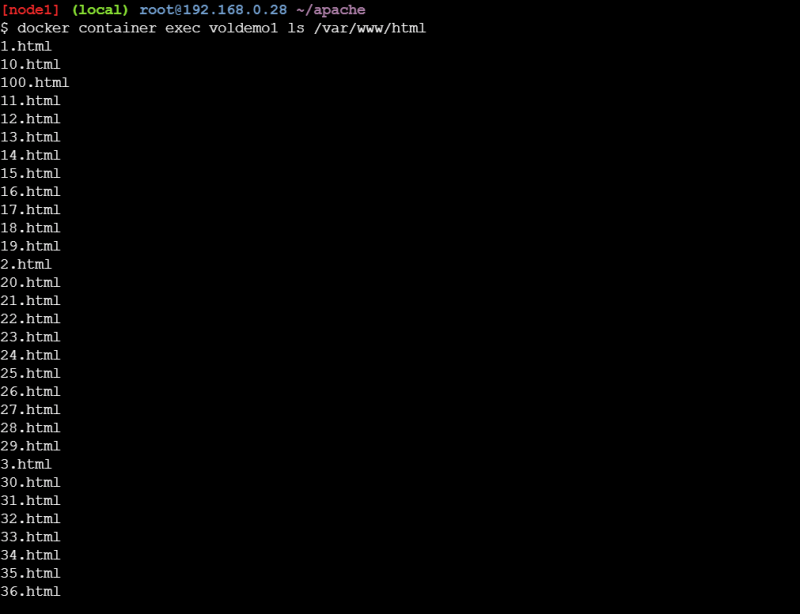 [node1] (local) root@192.168.0.28 ~/apache
$ docker container exec voldemo1 ls /var/www/html
1.html
10.html
100.html
11.html
12.html
13.html
14.html
15.html
16.html
17.html
18.html
19.html
2.html
20.html
21.html
22.html
23.html
24.html
25.html
26.html
27.html
28.html
29.html
3.html
30.html
31.html
32.html
33.html
34.html
35.html
36.html